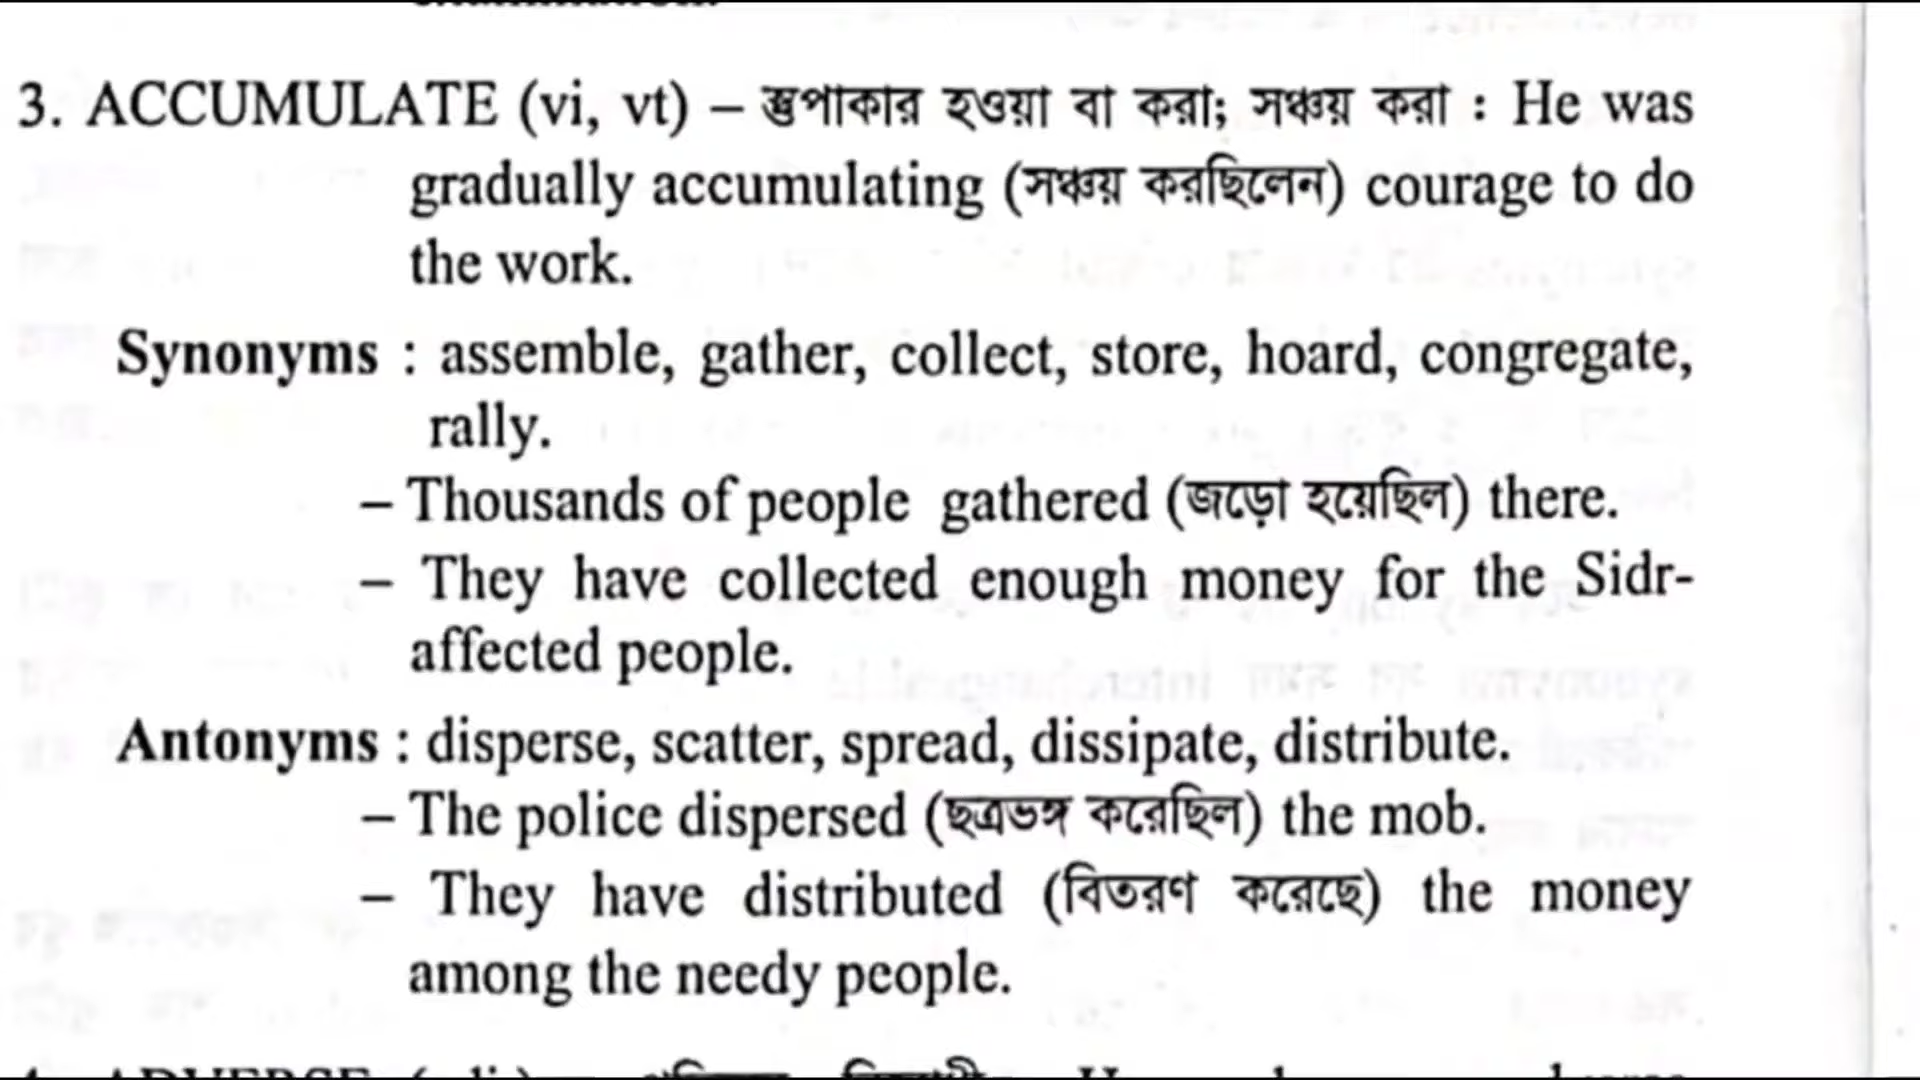 examination.
3. ACCUMULATE (vi, vt) – স্তুপাকার হওয়া বা করা; সঞ্চয় করা : He was
gradually accumulating (সঞ্চয় করছিলেন) courage to do
the work.
Synonyms : assemble, gather, collect, store, hoard, congregate,
rally.
– Thousands of people gathered (জড়ো হয়েছিল) there.
– They have collected enough money for the Sidr-
affected people.
Antonyms : disperse, scatter, spread, dissipate, distribute.
– The police dispersed (ছত্রভঙ্গ করেছিল) the mob.
– They have distributed (বিতরণ করেছে) the money
among the needy people.
4. ADVERSE